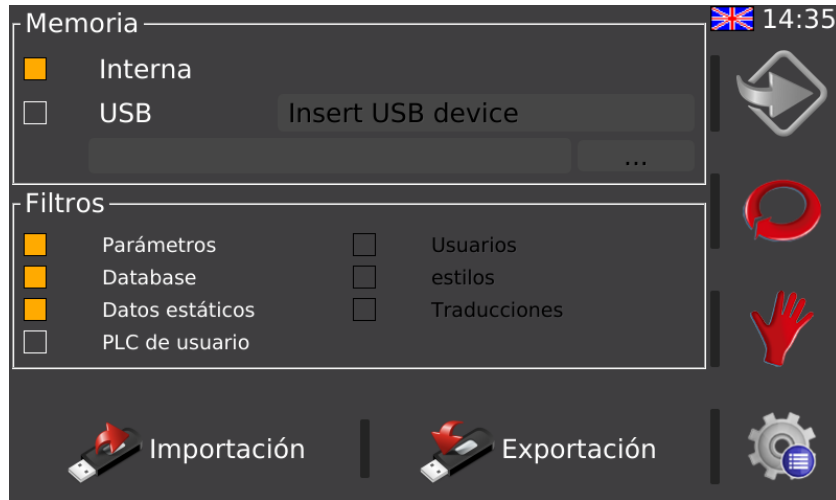 Memoria
14:35
Interna
USB
Insert USB device
...
Filtros
Parámetros
Usuarios
Database
estilos
Datos estáticos
Traducciones
PLC de usuario
Importación
Exportación